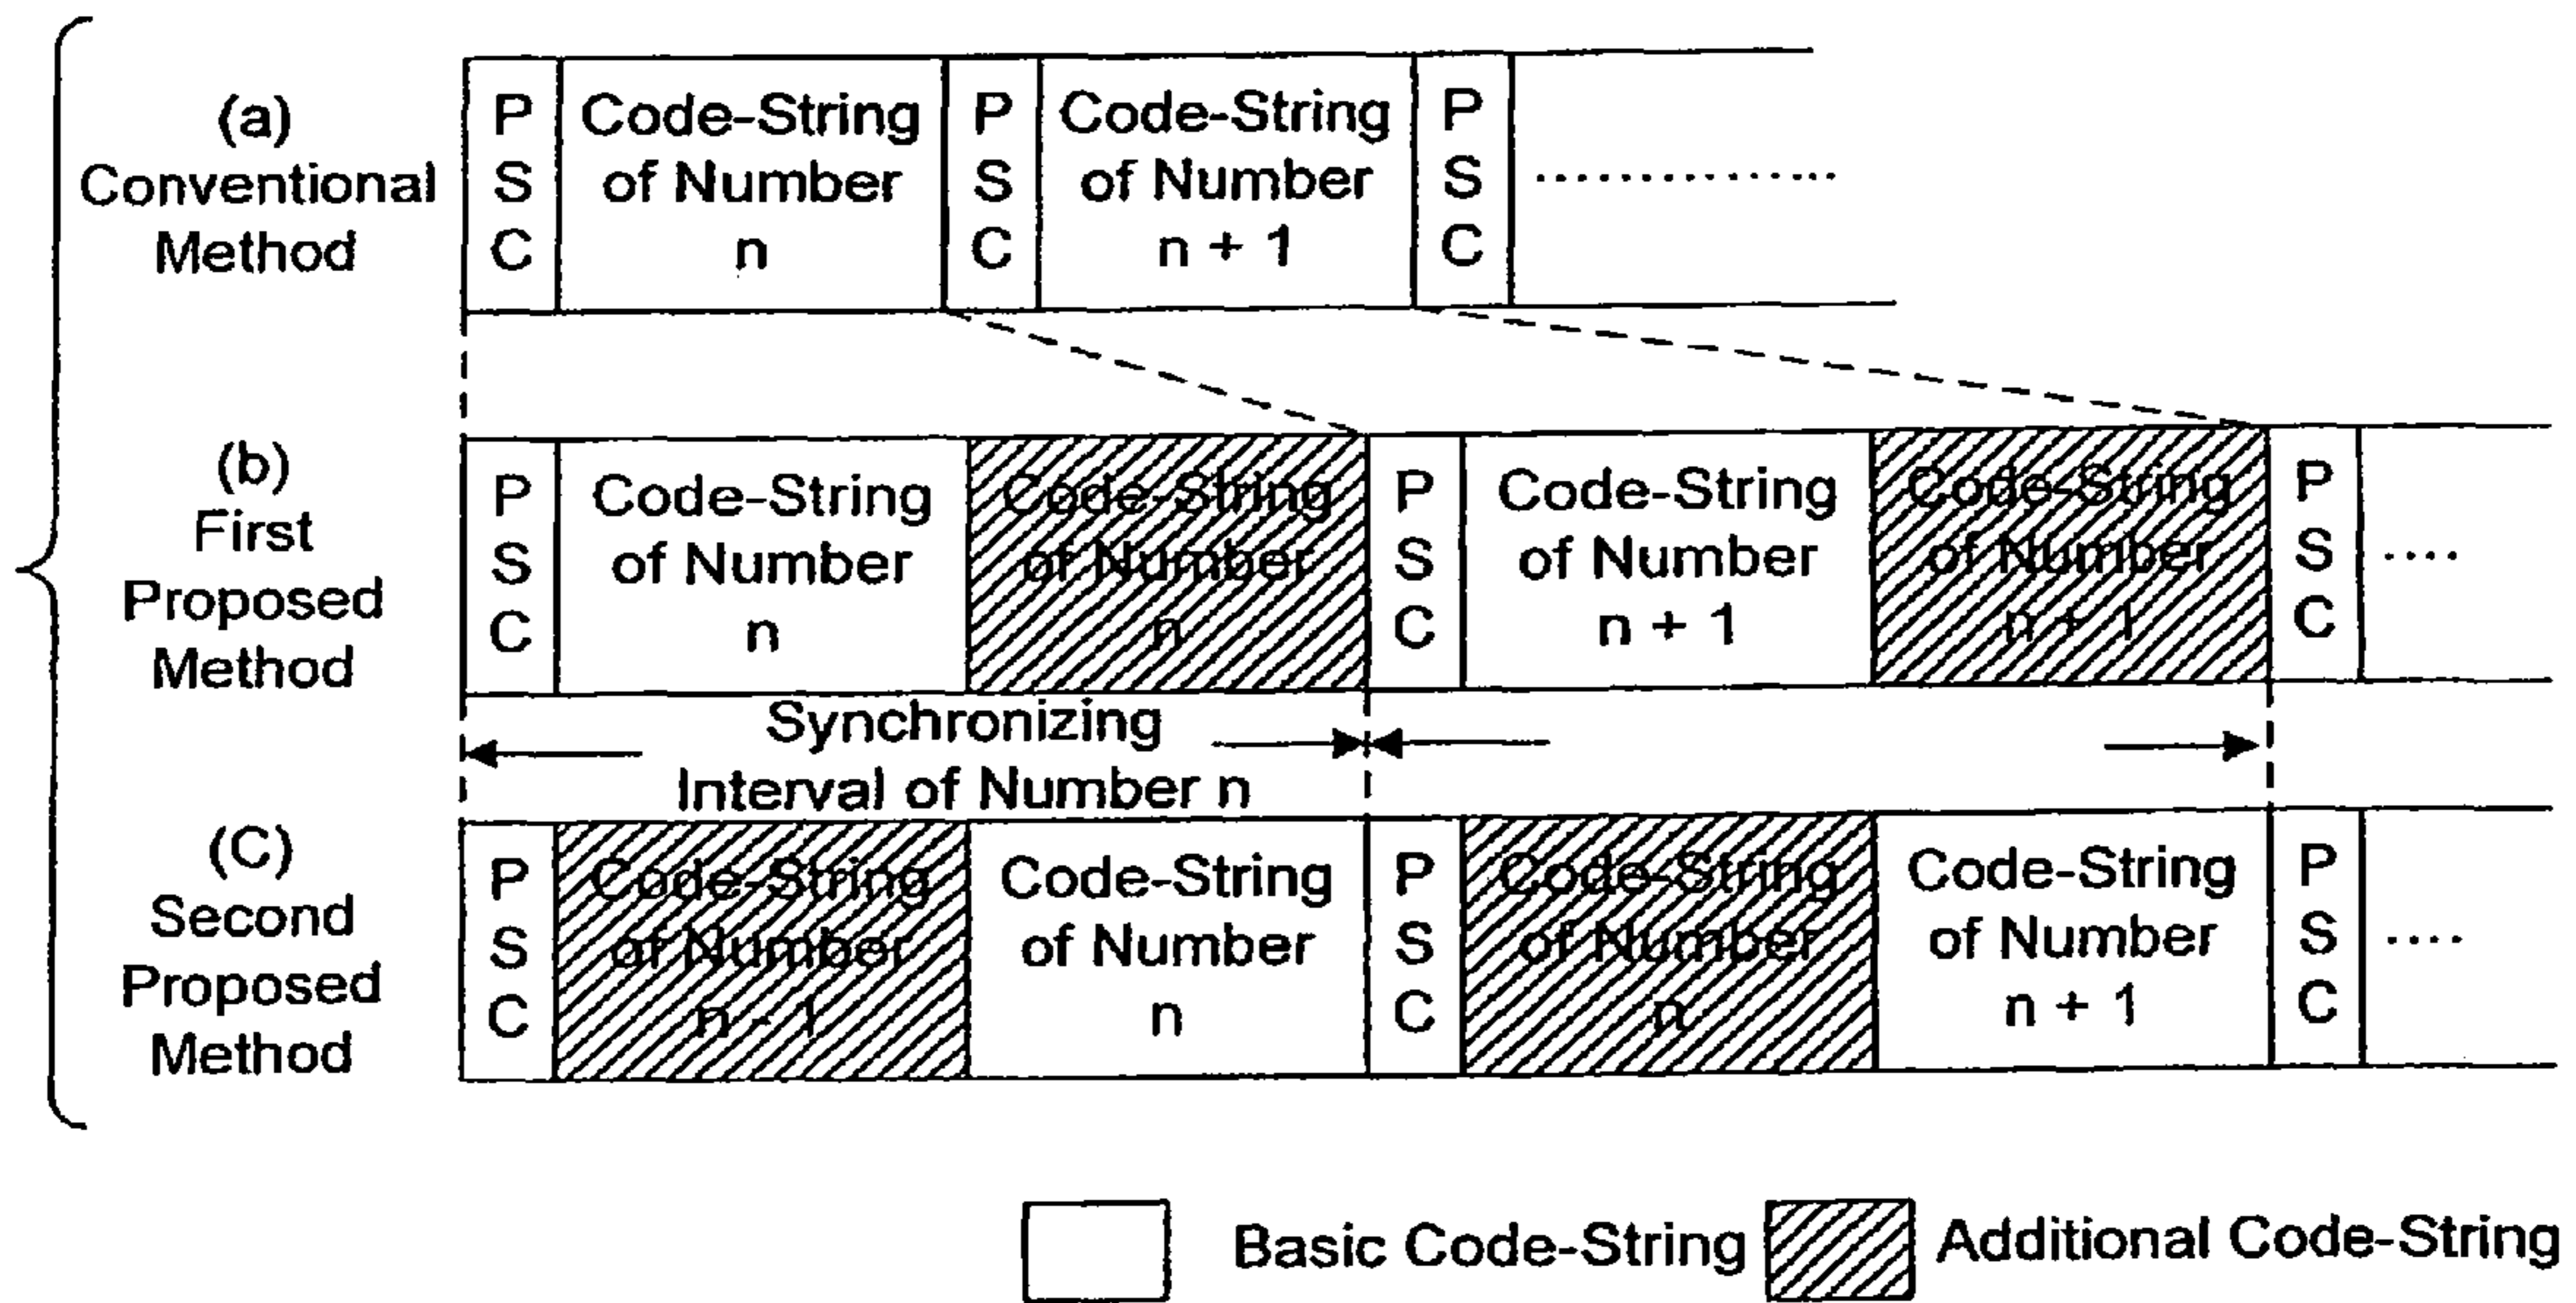 (a)
Conventional
Method
P
S
C
Code-String
of Number
n
P
S
C
Code-String
of Number
n + 1
P
S
C
...............
(b)
First
Proposed
Method
P
S
C
Code-String
of Number
n
Code-String
of Number
n
P
S
C
Code-String
of Number
n + 1
Code-String
of Number
n + 1
P
S
C
....
Synchronizing
Interval of Number n
(C)
Second
Proposed
Method
P
S
C
Code-String
of Number
n - 1
Code-String
of Number
n
P
S
C
Code-String
of Number
n
Code-String
of Number
n + 1
P
S
C
....
Basic Code-String
Additional Code-String